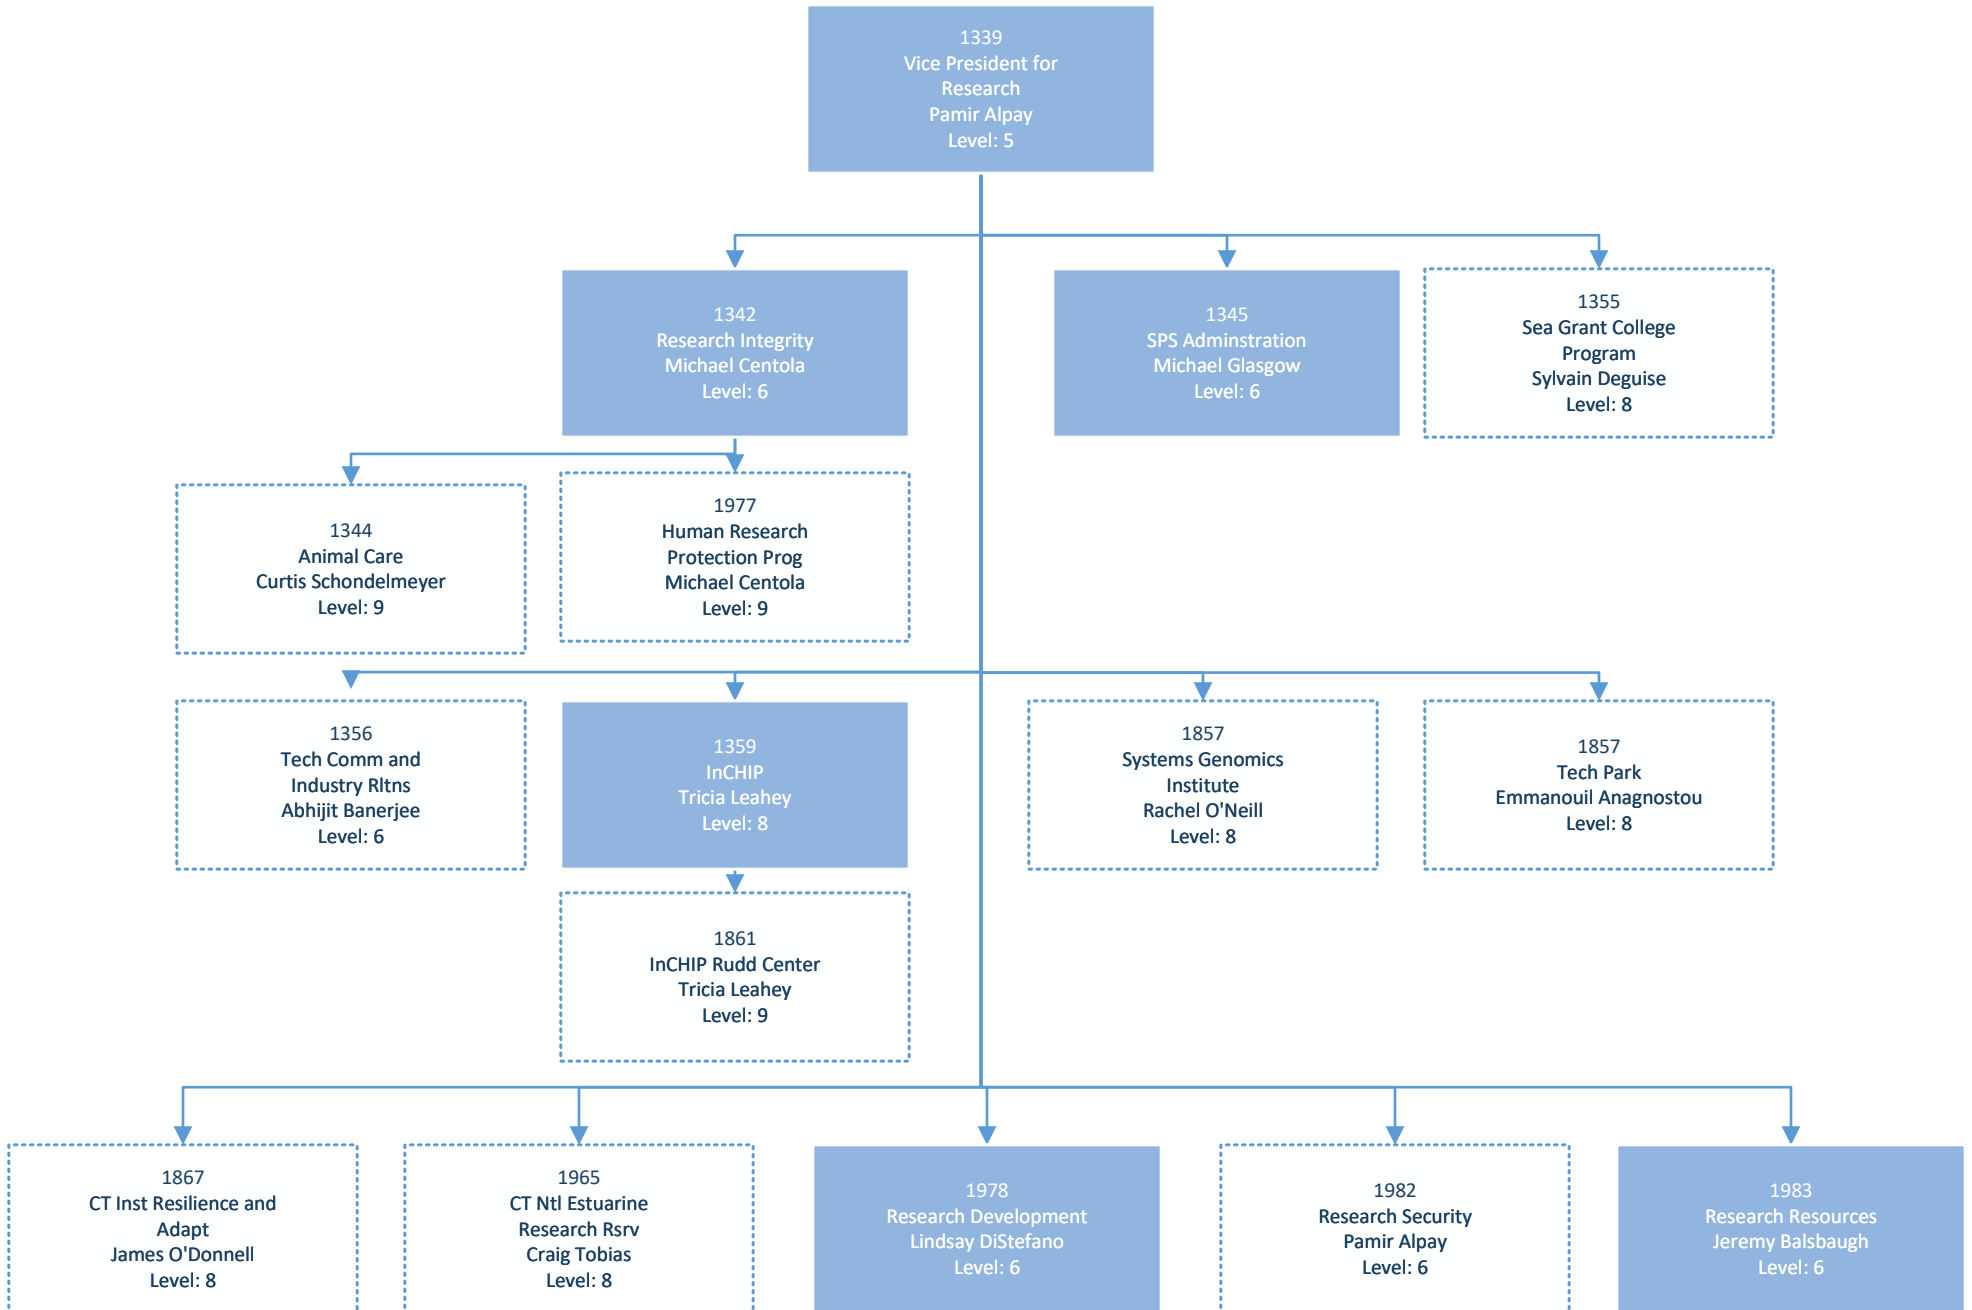 1339
Vice President for
Research
Pamir Alpay
Level: 5
1342
Research Integrity
Michael Centola
Level: 6
1345
SPS Adminstration
Michael Glasgow
Level: 6
1355
Sea Grant College
Program
Sylvain Deguise
Level: 8
1344
Animal Care
Curtis Schondelmeyer
Level: 9
1977
Human Research
Protection Prog
Michael Centola
Level: 9
1356
Tech Comm and
Industry Rltns
Abhijit Banerjee
Level: 6
1359
InCHIP
Tricia Leahey
Level: 8
1857
Systems Genomics
Institute
Rachel O'Neill
Level: 8
1857
Tech Park
Emmanouil Anagnostou
Level: 8
1861
InCHIP Rudd Center
Tricia Leahey
Level: 9
1867
CT Inst Resilience and
Adapt
James O'Donnell
Level: 8
1965
CT Ntl Estuarine
Research Rsrv
Craig Tobias
Level: 8
1978
Research Development
Lindsay DiStefano
Level: 6
1982
Research Security
Pamir Alpay
Level: 6
1983
Research Resources
Jeremy Balsbaugh
Level: 6